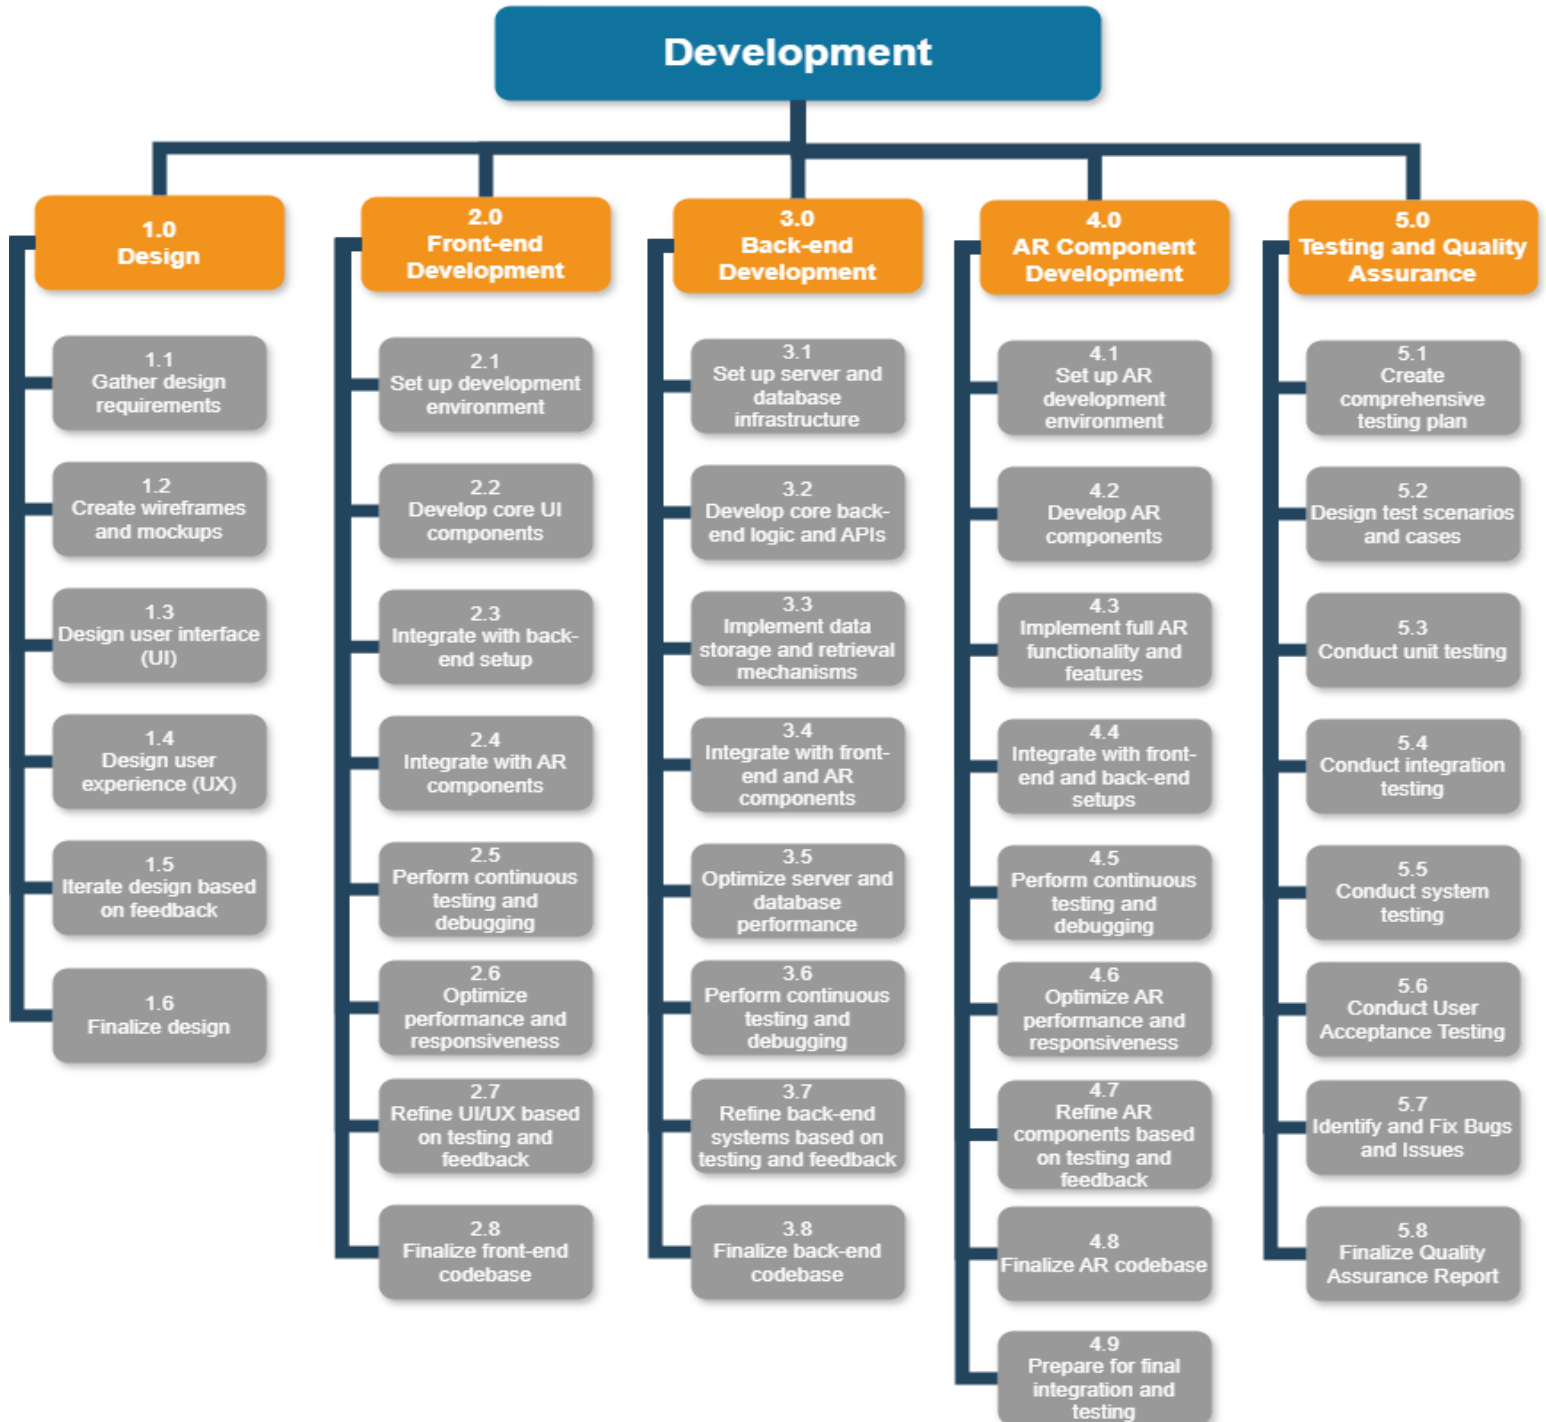 Development
1.0
Design
1.1
Gather design
requirements
1.2
Create wireframes
and mockups
1.3
Design user interface
(UI)
1.4
Design user
experience (UX)
1.5
Iterate design based
on feedback
1.6
Finalize design
2.0
Front-end
Development
2.1
Set up development
environment
2.2
Develop core UI
components
2.3
Integrate with back-
end setup
2.4
Integrate with AR
components
2.5
Perform continuous
testing and
debugging
2.6
Optimize
performance and
responsiveness
2.7
Refine UI/UX based
on testing and
feedback
2.8
Finalize front-end
codebase
3.0
Back-end
Development
3.1
Set up server and
database
infrastructure
3.2
Develop core back-
end logic and APIs
3.3
Implement data
storage and retrieval
mechanisms
3.4
Integrate with front-
end and AR
components
3.5
Optimize server and
database
performance
3.6
Perform continuous
testing and
debugging
3.7
Refine back-end
systems based on
testing and feedback
3.8
Finalize back-end
codebase
4.0
AR Component
Development
4.1
Set up AR
development
environment
4.2
Develop AR
components
4.3
Implement full AR
functionality and
features
4.4
Integrate with front-
end and back-end
setups
4.5
Perform continuous
testing and
debugging
4.6
Optimize AR
performance and
responsiveness
4.7
Refine AR
components based
on testing and
feedback
4.8
Finalize AR codebase
4.9
Prepare for final
integration and
testing
5.0
Testing and Quality
Assurance
5.1
Create
comprehensive
testing plan
5.2
Design test scenarios
and cases
5.3
Conduct unit testing
5.4
Conduct integration
testing
5.5
Conduct system
testing
5.6
Conduct User
Acceptance Testing
5.7
Identify and Fix Bugs
and Issues
5.8
Finalize Quality
Assurance Report